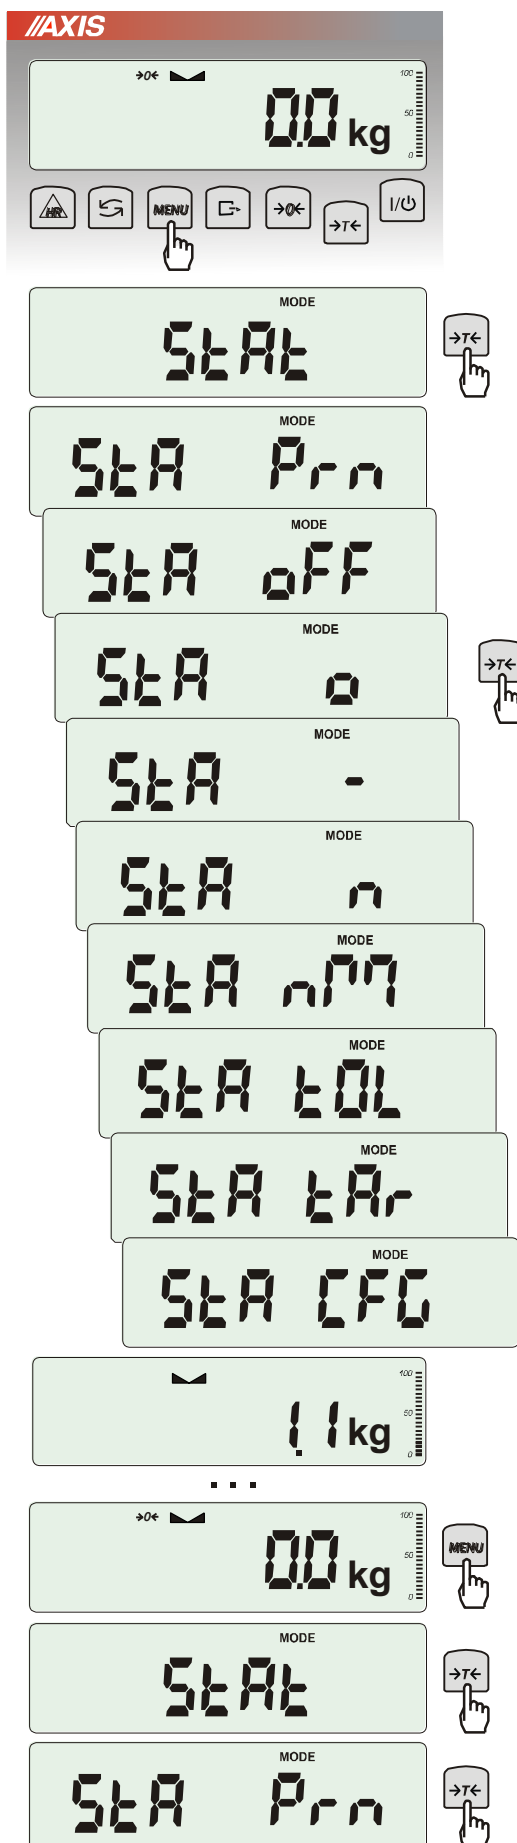 //AXIS
→0←
100
50
0
0.0 kg
HR MENU →0← →T← I/⏻
MODE
StAt
→T←
MODE
StA Prn
MODE
StA oFF
MODE
StA o
→T←
MODE
StA -
MODE
StA n
MODE
StA nM
MODE
StA tOL
MODE
StA tAr
MODE
StA CFG
100
50
0
1.1 kg
...
→0←
100
50
0
0.0 kg
MENU
MODE
StAt
→T←
MODE
StA Prn
→T←